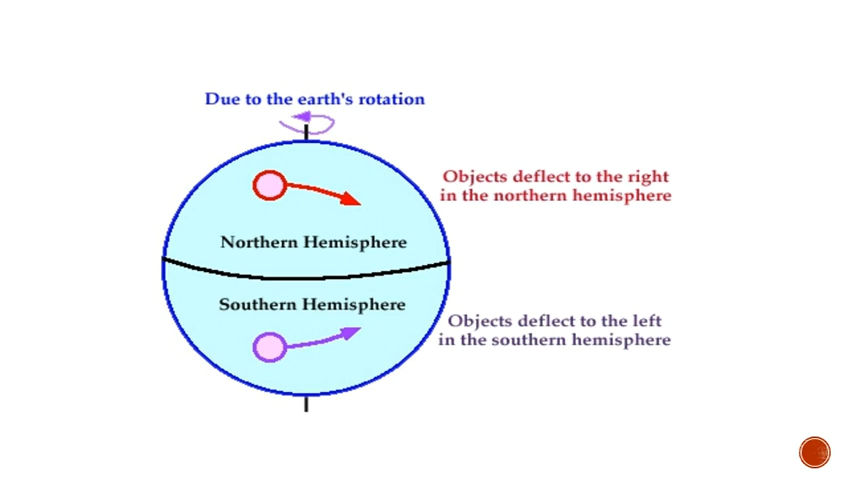 Due to the earth's rotation
Objects deflect to the right
in the northern hemisphere
Northern Hemisphere
Southern Hemisphere
Objects deflect to the left
in the southern hemisphere